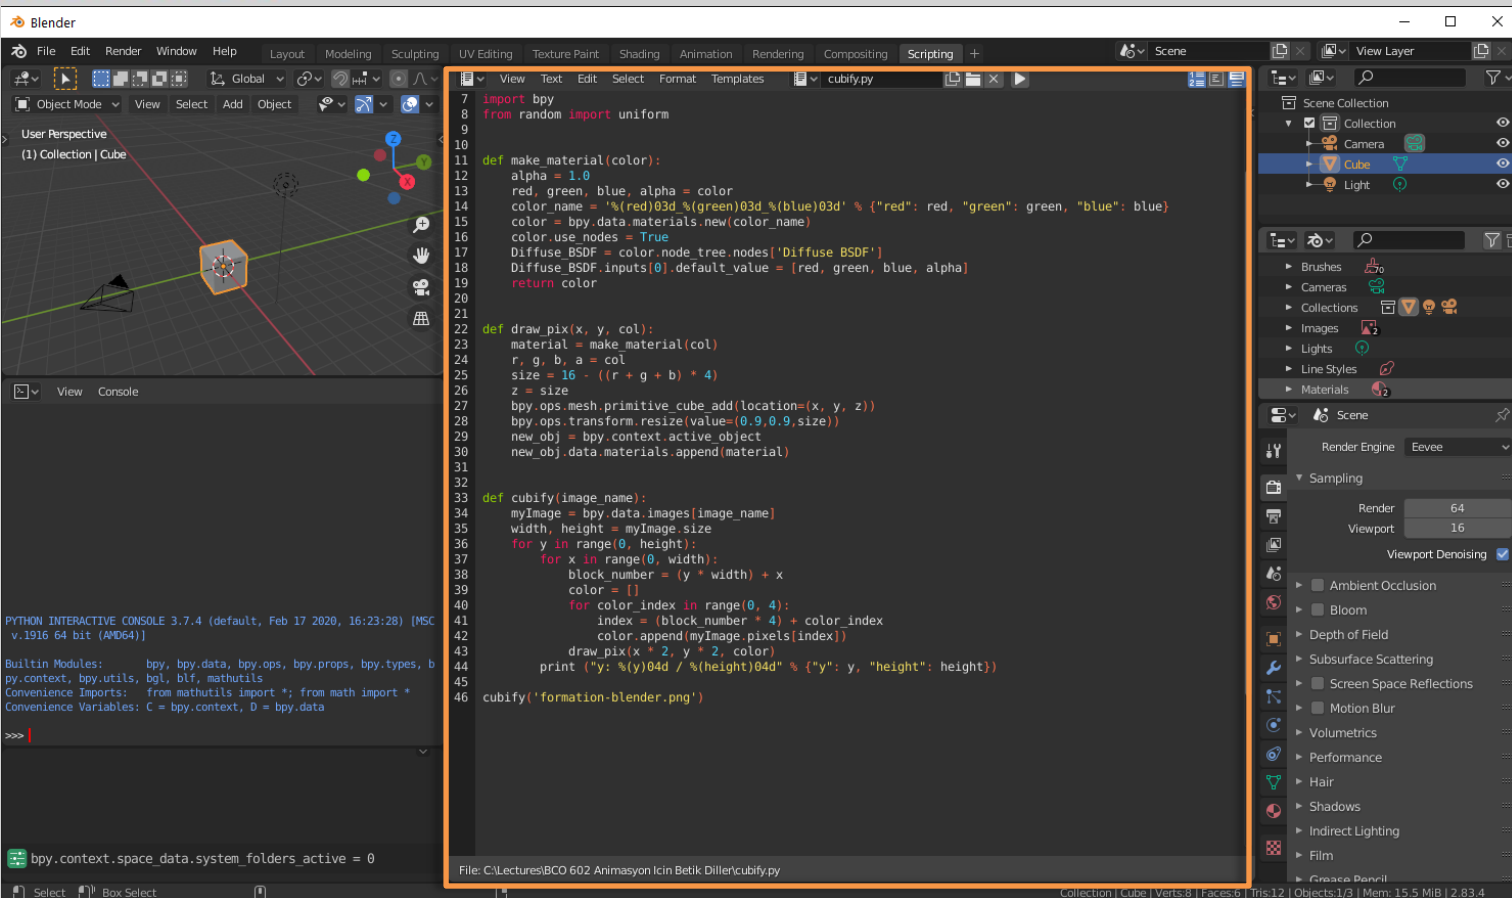 Blender
File Edit Render Window Help Layout Modeling Sculpting UV Editing Texture Paint Shading Animation Rendering Compositing Scripting + Scene View Layer
Global
Object Mode View Select Add Object
User Perspective
(1) Collection | Cube
Z
Y
X
View Console
PYTHON INTERACTIVE CONSOLE 3.7.4 (default, Feb 17 2020, 16:23:28) [MSC
v.1916 64 bit (AMD64)]
Builtin Modules: bpy, bpy.data, bpy.ops, bpy.props, bpy.types, b
py.context, bpy.utils, bgl, blf, mathutils
Convenience Imports: from mathutils import *; from math import *
Convenience Variables: C = bpy.context, D = bpy.data
>>>
bpy.context.space_data.system_folders_active = 0
View Text Edit Select Format Templates cubify.py
7 import bpy
8 from random import uniform
9
10
11 def make_material(color):
12 alpha = 1.0
13 red, green, blue, alpha = color
14 color_name = '%(red)03d_%(green)03d_%(blue)03d' % {"red": red, "green": green, "blue": blue}
15 color = bpy.data.materials.new(color_name)
16 color.use_nodes = True
17 Diffuse_BSDF = color.node_tree.nodes['Diffuse BSDF']
18 Diffuse_BSDF.inputs[0].default_value = [red, green, blue, alpha]
19 return color
20
21
22 def draw_pix(x, y, col):
23 material = make_material(col)
24 r, g, b, a = col
25 size = 16 - ((r + g + b) * 4)
26 z = size
27 bpy.ops.mesh.primitive_cube_add(location=(x, y, z))
28 bpy.ops.transform.resize(value=(0.9,0.9,size))
29 new_obj = bpy.context.active_object
30 new_obj.data.materials.append(material)
31
32
33 def cubify(image_name):
34 myImage = bpy.data.images[image_name]
35 width, height = myImage.size
36 for y in range(0, height):
37 for x in range(0, width):
38 block_number = (y * width) + x
39 color = []
40 for color_index in range(0, 4):
41 index = (block_number * 4) + color_index
42 color.append(myImage.pixels[index])
43 draw_pix(x * 2, y * 2, color)
44 print ("y: %(y)04d / %(height)04d" % {"y": y, "height": height})
45
46 cubify('formation-blender.png')
File: C:\Lectures\BCO 602 Animasyon Icin Betik Diller\cubify.py
Scene Collection
Collection
Camera
Cube
Light
Brushes 70
Cameras
Collections
Images 2
Lights
Line Styles
Materials 2
Scene
Render Engine Eevee
Sampling
Render 64
Viewport 16
Viewport Denoising
Ambient Occlusion
Bloom
Depth of Field
Subsurface Scattering
Screen Space Reflections
Motion Blur
Volumetrics
Performance
Hair
Shadows
Indirect Lighting
Film
Grease Pencil
Select Box Select
Collection | Cube | Verts:8 | Faces:6 | Tris:12 | Objects:1/3 | Mem: 15.5 MiB | 2.83.4